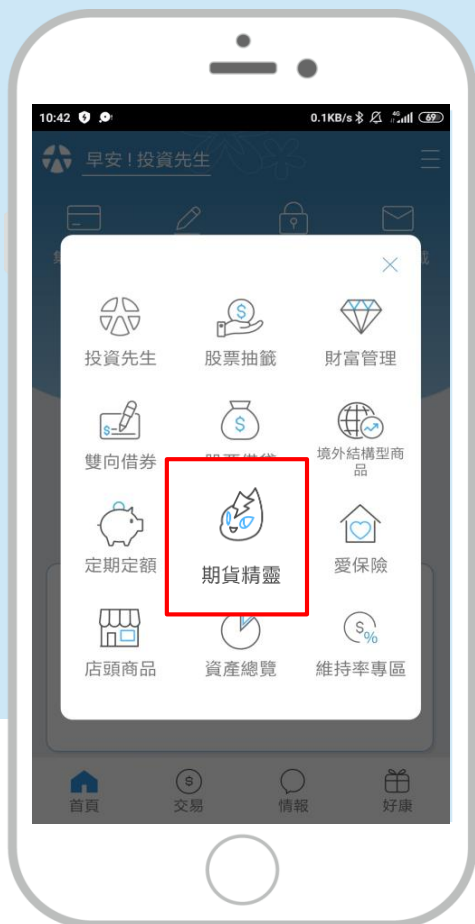 10:42
0.1KB/s
4G
69
早安！投資先生
投資先生
股票抽籤
財富管理
雙向借券
境外結構型商
品
定期定額
期貨精靈
愛保險
店頭商品
資產總覽
維持率專區
首頁
交易
情報
好康